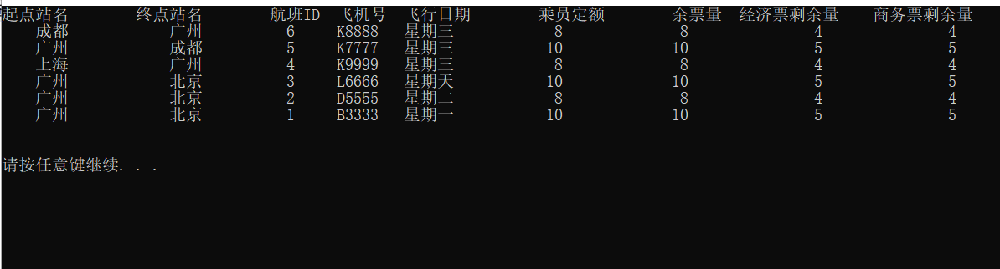 起点站名 终点站名 航班ID 飞机号 飞行日期 乘员定额 余票量 经济票剩余量 商务票剩余量
成都 广州 6 K8888 星期三 8 8 4 4
广州 成都 5 K7777 星期三 10 10 5 5
上海 广州 4 K9999 星期三 8 8 4 4
广州 北京 3 L6666 星期天 10 10 5 5
广州 北京 2 D5555 星期二 8 8 4 4
广州 北京 1 B3333 星期一 10 10 5 5
请按任意键继续. . .